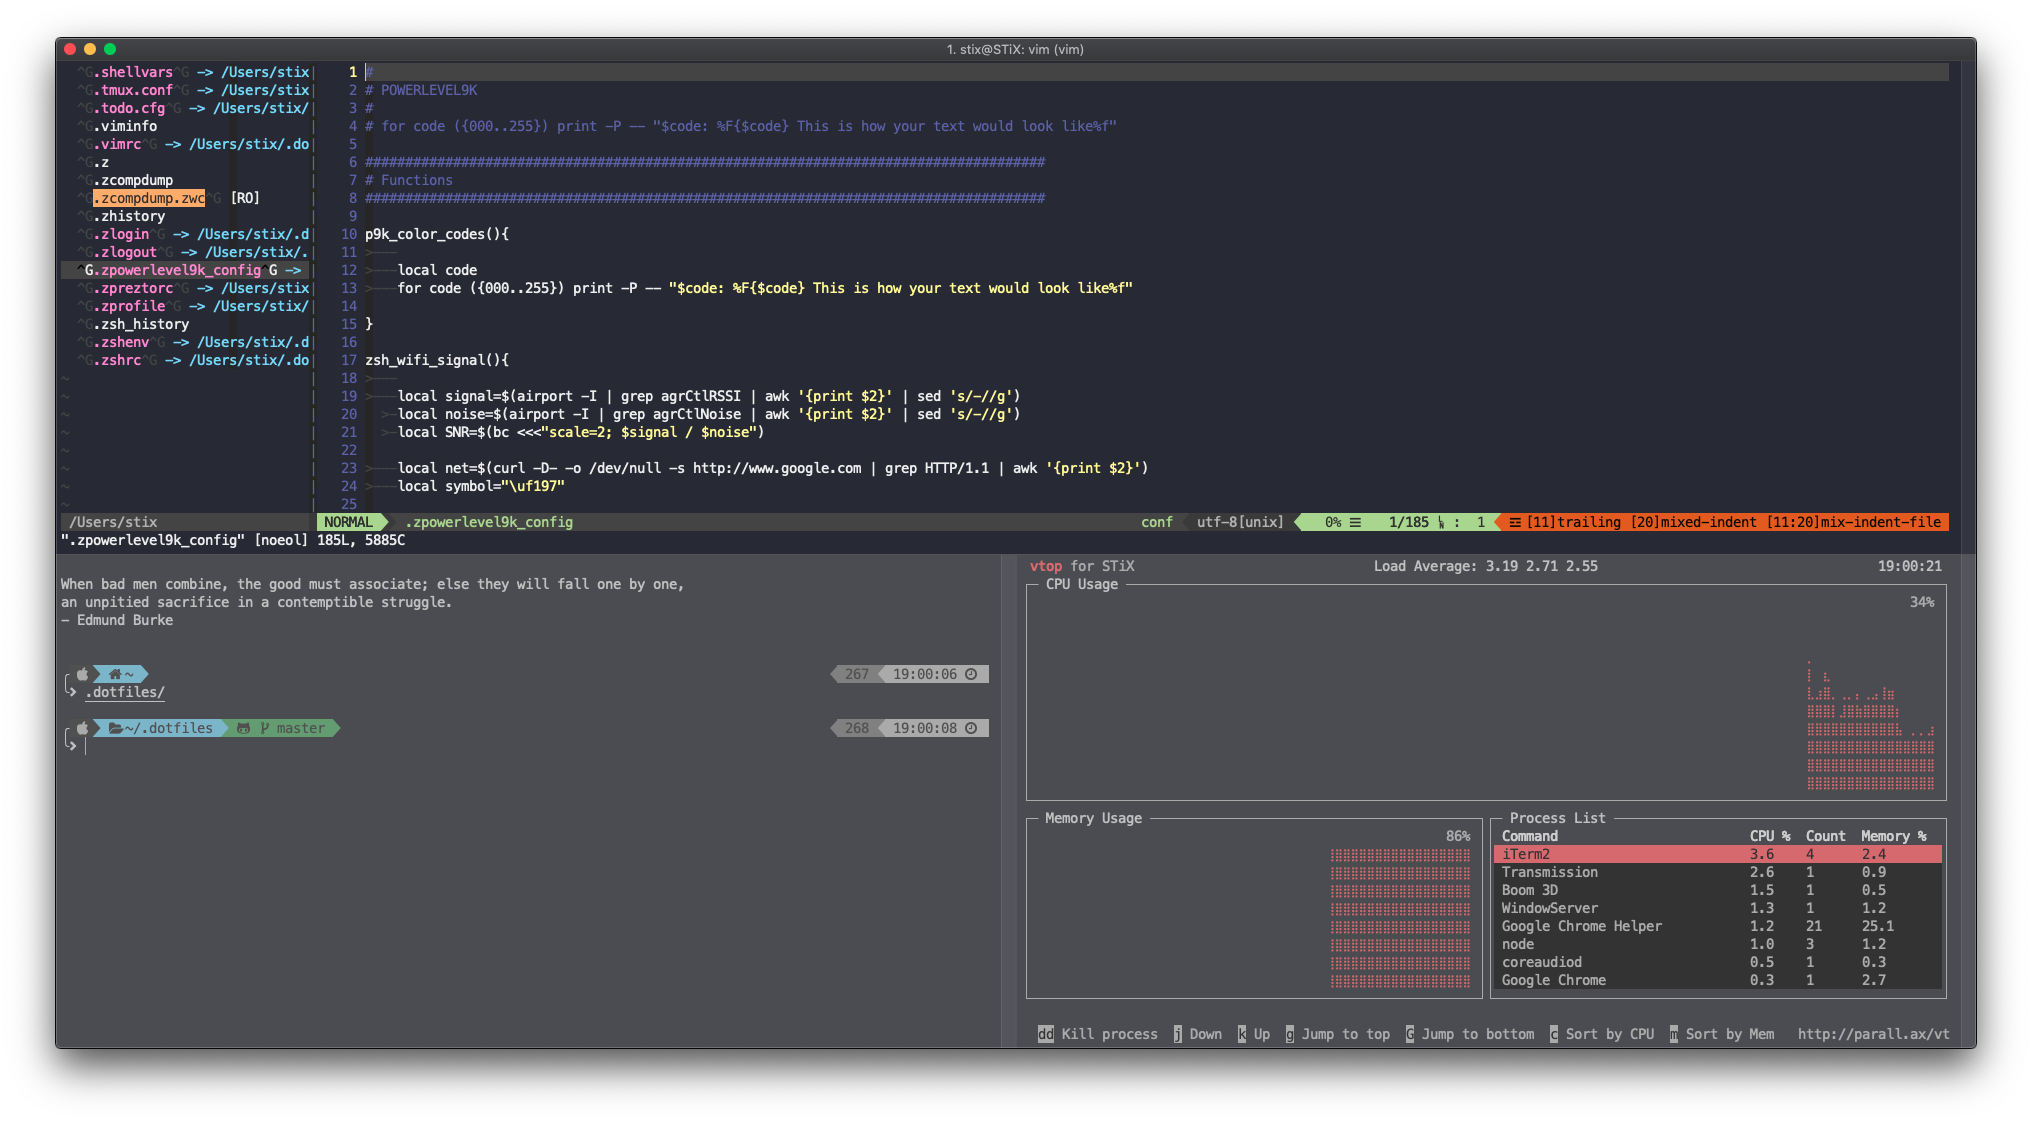 1. stix@STiX: vim (vim)
^G.shellvars^G -> /Users/stix
^G.tmux.conf^G -> /Users/stix
^G.todo.cfg^G -> /Users/stix/
^G.viminfo
^G.vimrc^G -> /Users/stix/.do
^G.z
^G.zcompdump
^G.zcompdump.zwc^G [RO]
^G.zhistory
^G.zlogin^G -> /Users/stix/.d
^G.zlogout^G -> /Users/stix/.
^G.zpowerlevel9k_config^G ->
^G.zpreztorc^G -> /Users/stix
^G.zprofile^G -> /Users/stix/
^G.zsh_history
^G.zshenv^G -> /Users/stix/.d
^G.zshrc^G -> /Users/stix/.do
~
~
~
~
~
~
~
~
/Users/stix
1 #
2 # POWERLEVEL9K
3 #
4 # for code ({000..255}) print -P -- "$code: %F{$code} This is how your text would look like%f"
5
6 #####################################################################################
7 # Functions
8 #####################################################################################
9
10 p9k_color_codes(){
11 >———
12 >———local code
13 >———for code ({000..255}) print -P -- "$code: %F{$code} This is how your text would look like%f"
14
15 }
16
17 zsh_wifi_signal(){
18 >———
19 >———local signal=$(airport -I | grep agrCtlRSSI | awk '{print $2}' | sed 's/-//g')
20 >—local noise=$(airport -I | grep agrCtlNoise | awk '{print $2}' | sed 's/-//g')
21 >—local SNR=$(bc <<<"scale=2; $signal / $noise")
22
23 >———local net=$(curl -D- -o /dev/null -s http://www.google.com | grep HTTP/1.1 | awk '{print $2}')
24 >———local symbol="\uf197"
25
NORMAL .zpowerlevel9k_config conf utf-8[unix] 0% ☰ 1/185 ㏑ : 1 ☲ [11]trailing [20]mixed-indent [11:20]mix-indent-file
".zpowerlevel9k_config" [noeol] 185L, 5885C
When bad men combine, the good must associate; else they will fall one by one,
an unpitied sacrifice in a contemptible struggle.
— Edmund Burke
~ 267 19:00:06
.dotfiles/
~/.dotfiles master 268 19:00:08
vtop for STiX Load Average: 3.19 2.71 2.55 19:00:21
CPU Usage
34%
Memory Usage
86%
Process List
Command CPU % Count Memory %
iTerm2 3.6 4 2.4
Transmission 2.6 1 0.9
Boom 3D 1.5 1 0.5
WindowServer 1.3 1 1.2
Google Chrome Helper 1.2 21 25.1
node 1.0 3 1.2
coreaudiod 0.5 1 0.3
Google Chrome 0.3 1 2.7
dd Kill process j Down k Up g Jump to top G Jump to bottom c Sort by CPU m Sort by Mem http://parall.ax/vt